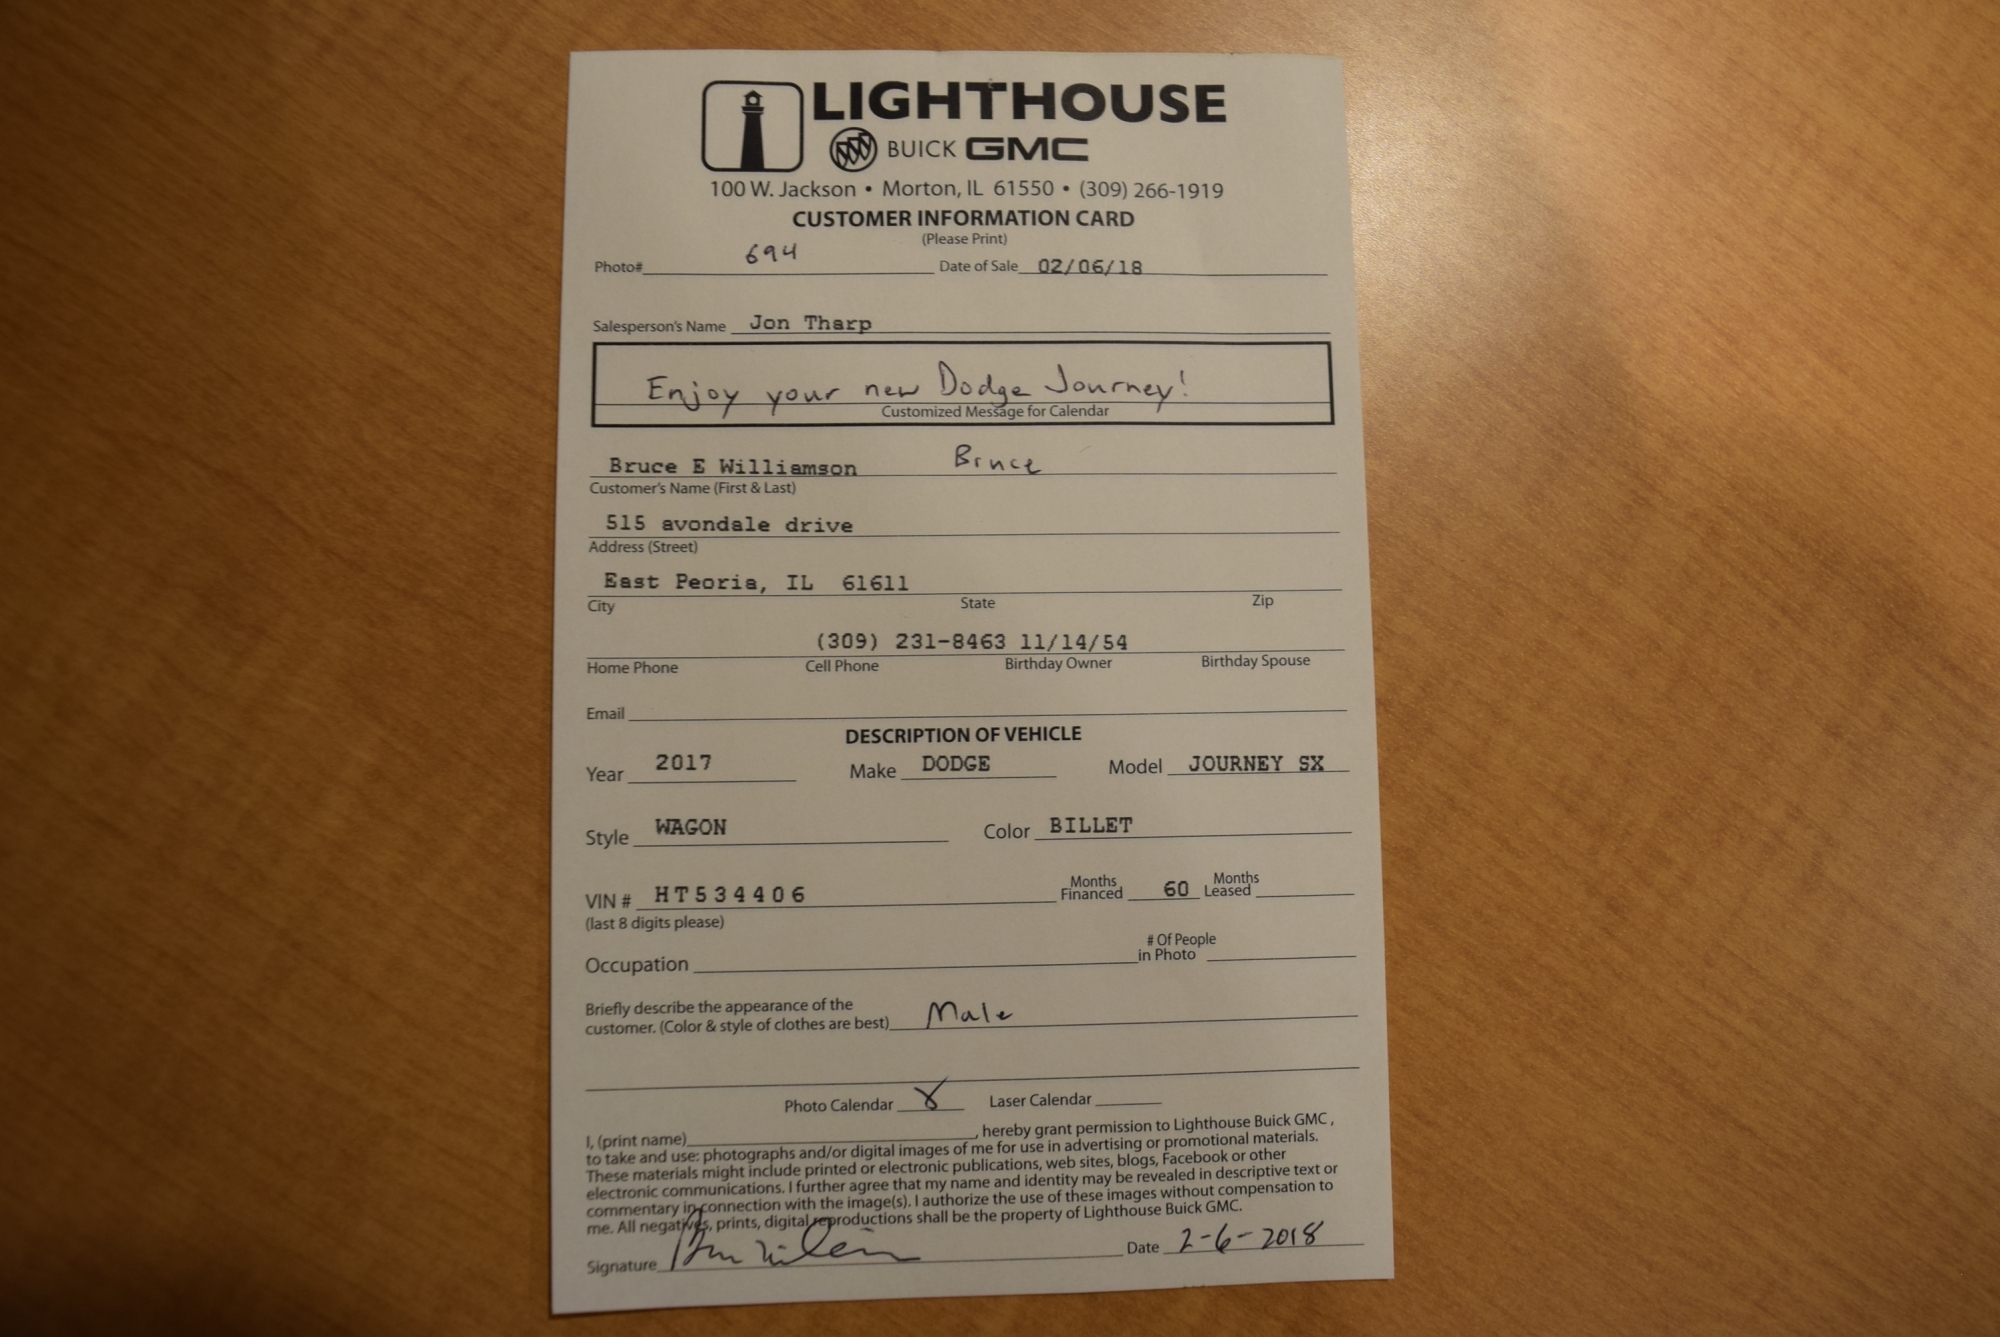 LIGHTHOUSE
BUICK GMC
100 W. Jackson • Morton, IL 61550 • (309) 266-1919
CUSTOMER INFORMATION CARD
(Please Print)
Photo# 694 Date of Sale 02/06/18
Salesperson's Name Jon Tharp
Enjoy your new Dodge Journey!
Customized Message for Calendar
Bruce E Williamson Bruce
Customer's Name (First & Last)
515 avondale drive
Address (Street)
East Peoria, IL 61611
City State Zip
(309) 231-8463 11/14/54
Home Phone Cell Phone Birthday Owner Birthday Spouse
Email
DESCRIPTION OF VEHICLE
Year 2017 Make DODGE Model JOURNEY SX
Style WAGON Color BILLET
VIN # HT534406 Months Financed 60 Months Leased
(last 8 digits please)
Occupation # Of People in Photo
Briefly describe the appearance of the
customer. (Color & style of clothes are best) Male
Photo Calendar X Laser Calendar
I, (print name) , hereby grant permission to Lighthouse Buick GMC ,
to take and use: photographs and/or digital images of me for use in advertising or promotional materials.
These materials might include printed or electronic publications, web sites, blogs, Facebook or other
electronic communications. I further agree that my name and identity may be revealed in descriptive text or
commentary in connection with the image(s). I authorize the use of these images without compensation to
me. All negatives, prints, digital reproductions shall be the property of Lighthouse Buick GMC.
Signature Date 2-6-2018